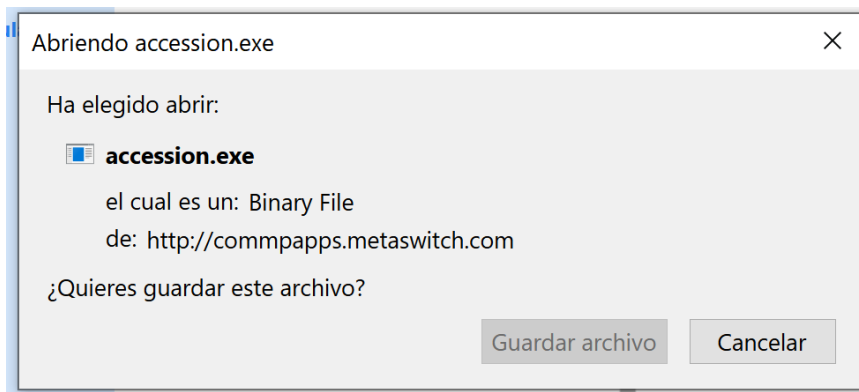 Abriendo accession.exe
Ha elegido abrir:
accession.exe
el cual es un: Binary File
de: http://commpapps.metaswitch.com
¿Quieres guardar este archivo?
Guardar archivo Cancelar